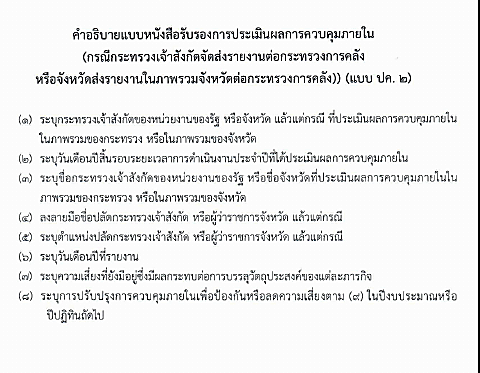 คำอธิบายแบบหนังสือรับรองการประเมินผลการควบคุมภายใน
(กรณีกระทรวงเจ้าสังกัดจัดส่งรายงานต่อกระทรวงการคลัง
หรือจังหวัดส่งรายงานในภาพรวมจังหวัดต่อกระทรวงการคลัง)) (แบบ ปค. ๒)
(๑) ระบุกระทรวงเจ้าสังกัดของหน่วยงานของรัฐ หรือจังหวัด แล้วแต่กรณี ที่ประเมินผลการควบคุมภายใน
ในภาพรวมของกระทรวง หรือในภาพรวมของจังหวัด
(๒) ระบุวันเดือนปีสิ้นรอบระยะเวลาการดำเนินงานประจำปีที่ได้ประเมินผลการควบคุมภายใน
(๓) ระบุชื่อกระทรวงเจ้าสังกัดของหน่วยงานของรัฐ หรือชื่อจังหวัดที่ประเมินผลการควบคุมภายในใน
ภาพรวมของกระทรวง หรือในภาพรวมของจังหวัด
(๔) ลงลายมือชื่อปลัดกระทรวงเจ้าสังกัด หรือผู้ว่าราชการจังหวัด แล้วแต่กรณี
(๕) ระบุตำแหน่งปลัดกระทรวงเจ้าสังกัด หรือผู้ว่าราชการจังหวัด แล้วแต่กรณี
(๖) ระบุวันเดือนปีที่รายงาน
(๗) ระบุความเสี่ยงที่ยังมีอยู่ซึ่งมีผลกระทบต่อการบรรลุวัตถุประสงค์ของแต่ละภารกิจ
(๘) ระบุการปรับปรุงการควบคุมภายในเพื่อป้องกันหรือลดความเสี่ยงตาม (๗) ในปีงบประมาณหรือ
ปีปฏิทินถัดไป